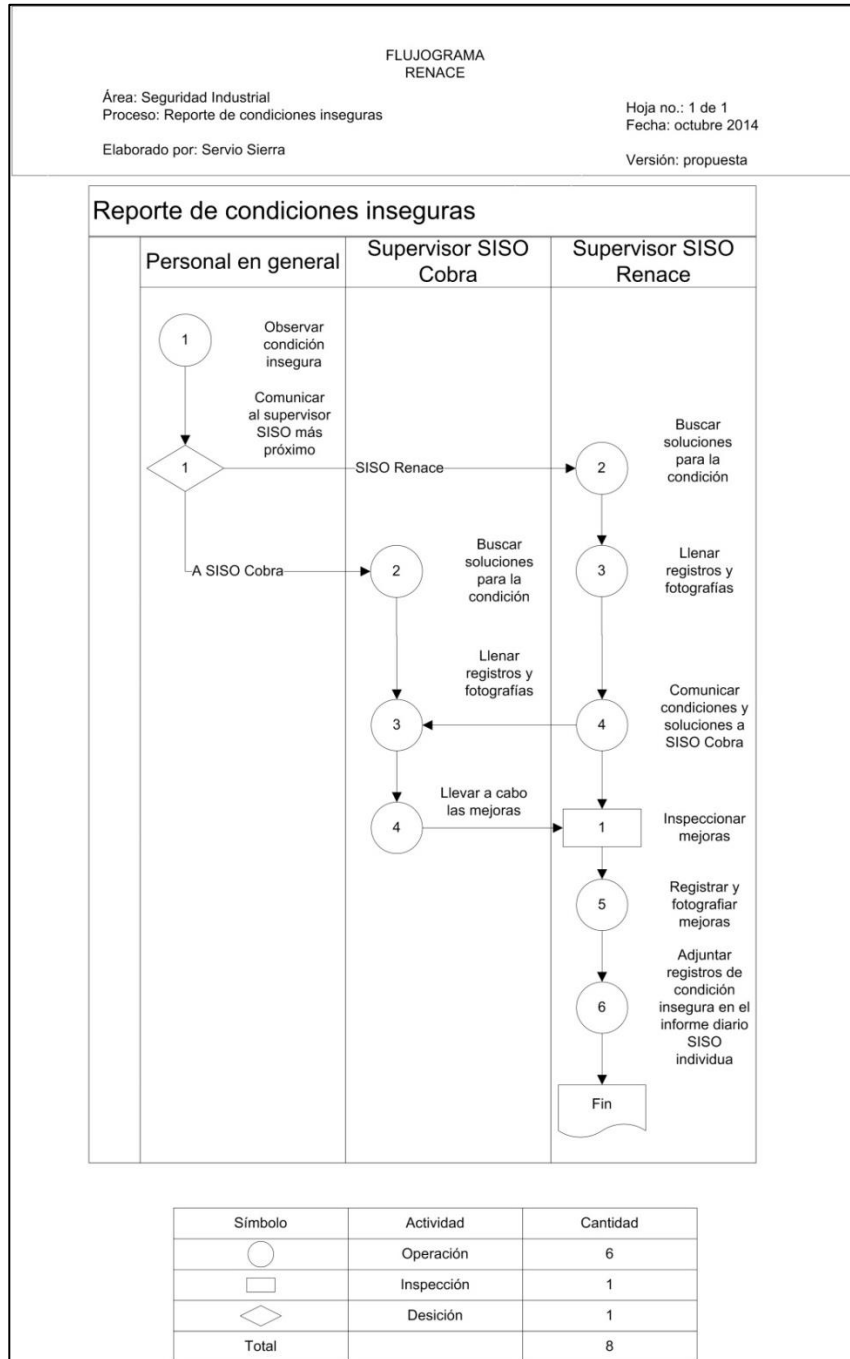 FLUJOGRAMA
RENACE
Área: Seguridad Industrial
Proceso: Reporte de condiciones inseguras
Elaborado por: Servio Sierra
Hoja no.: 1 de 1
Fecha: octubre 2014
Versión: propuesta
Reporte de condiciones inseguras
Personal en general
Supervisor SISO
Cobra
Supervisor SISO
Renace
1
Observar
condición
insegura
Comunicar
al supervisor
SISO más
próximo
1
SISO Renace
2
Buscar
soluciones
para la
condición
A SISO Cobra
2
Buscar
soluciones
para la
condición
3
Llenar
registros y
fotografías
Llenar
registros y
fotografías
3
4
Comunicar
condiciones y
soluciones a
SISO Cobra
4
Llevar a cabo
las mejoras
1
Inspeccionar
mejoras
5
Registrar y
fotografiar
mejoras
6
Adjuntar
registros de
condición
insegura en el
informe diario
SISO
individua
Fin
Símbolo Actividad Cantidad
Operación 6
Inspección 1
Desición 1
Total 8